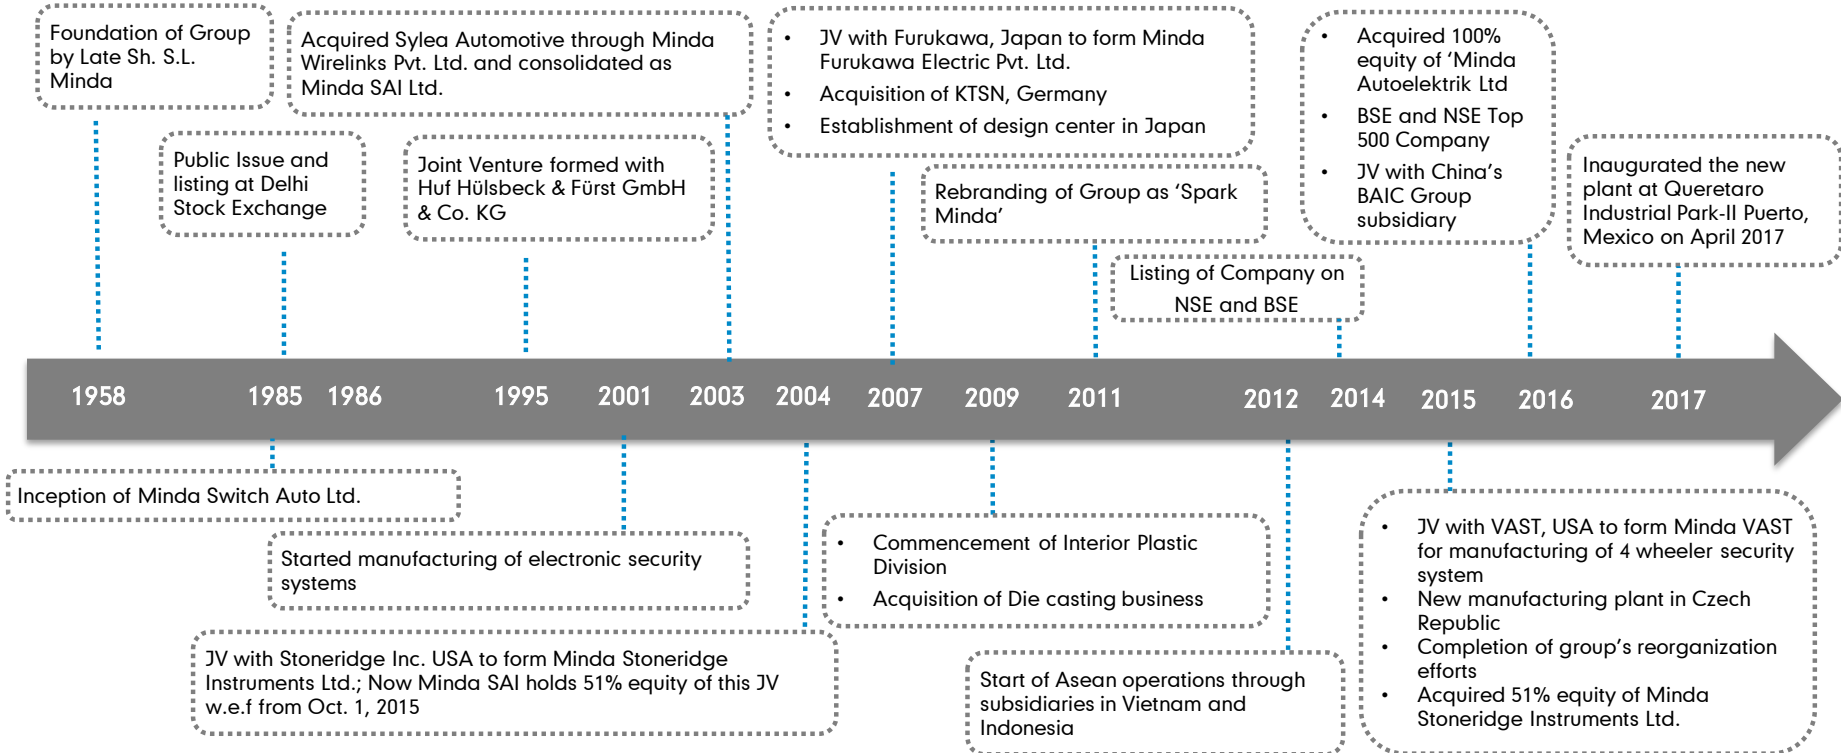 Foundation of Group
by Late Sh. S.L.
Minda
Acquired Sylea Automotive through Minda
Wirelinks Pvt. Ltd. and consolidated as
Minda SAI Ltd.
• JV with Furukawa, Japan to form Minda
Furukawa Electric Pvt. Ltd.
• Acquisition of KTSN, Germany
• Establishment of design center in Japan
• Acquired 100%
equity of ‘Minda
Autoelektrik Ltd
• BSE and NSE Top
500 Company
• JV with China’s
BAIC Group
subsidiary
Public Issue and
listing at Delhi
Stock Exchange
Joint Venture formed with
Huf Hülsbeck & Fürst GmbH
& Co. KG
Rebranding of Group as ‘Spark
Minda’
Inaugurated the new
plant at Queretaro
Industrial Park-II Puerto,
Mexico on April 2017
Listing of Company on
NSE and BSE
1958 1985 1986 1995 2001 2003 2004 2007 2009 2011 2012 2014 2015 2016 2017
Inception of Minda Switch Auto Ltd.
Started manufacturing of electronic security
systems
JV with Stoneridge Inc. USA to form Minda Stoneridge
Instruments Ltd.; Now Minda SAI holds 51% equity of this JV
w.e.f from Oct. 1, 2015
• Commencement of Interior Plastic
Division
• Acquisition of Die casting business
Start of Asean operations through
subsidiaries in Vietnam and
Indonesia
• JV with VAST, USA to form Minda VAST
for manufacturing of 4 wheeler security
system
• New manufacturing plant in Czech
Republic
• Completion of group’s reorganization
efforts
• Acquired 51% equity of Minda
Stoneridge Instruments Ltd.